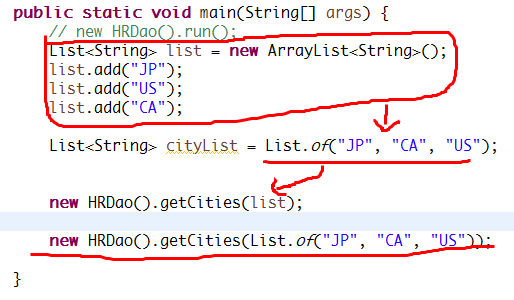 public static void main(String[] args) {
// new HRDao().run();
List<String> list = new ArrayList<String>();
list.add("JP");
list.add("US");
list.add("CA");
List<String> cityList = List.of("JP", "CA", "US");
new HRDao().getCities(list);
new HRDao().getCities(List.of("JP", "CA", "US"));
}